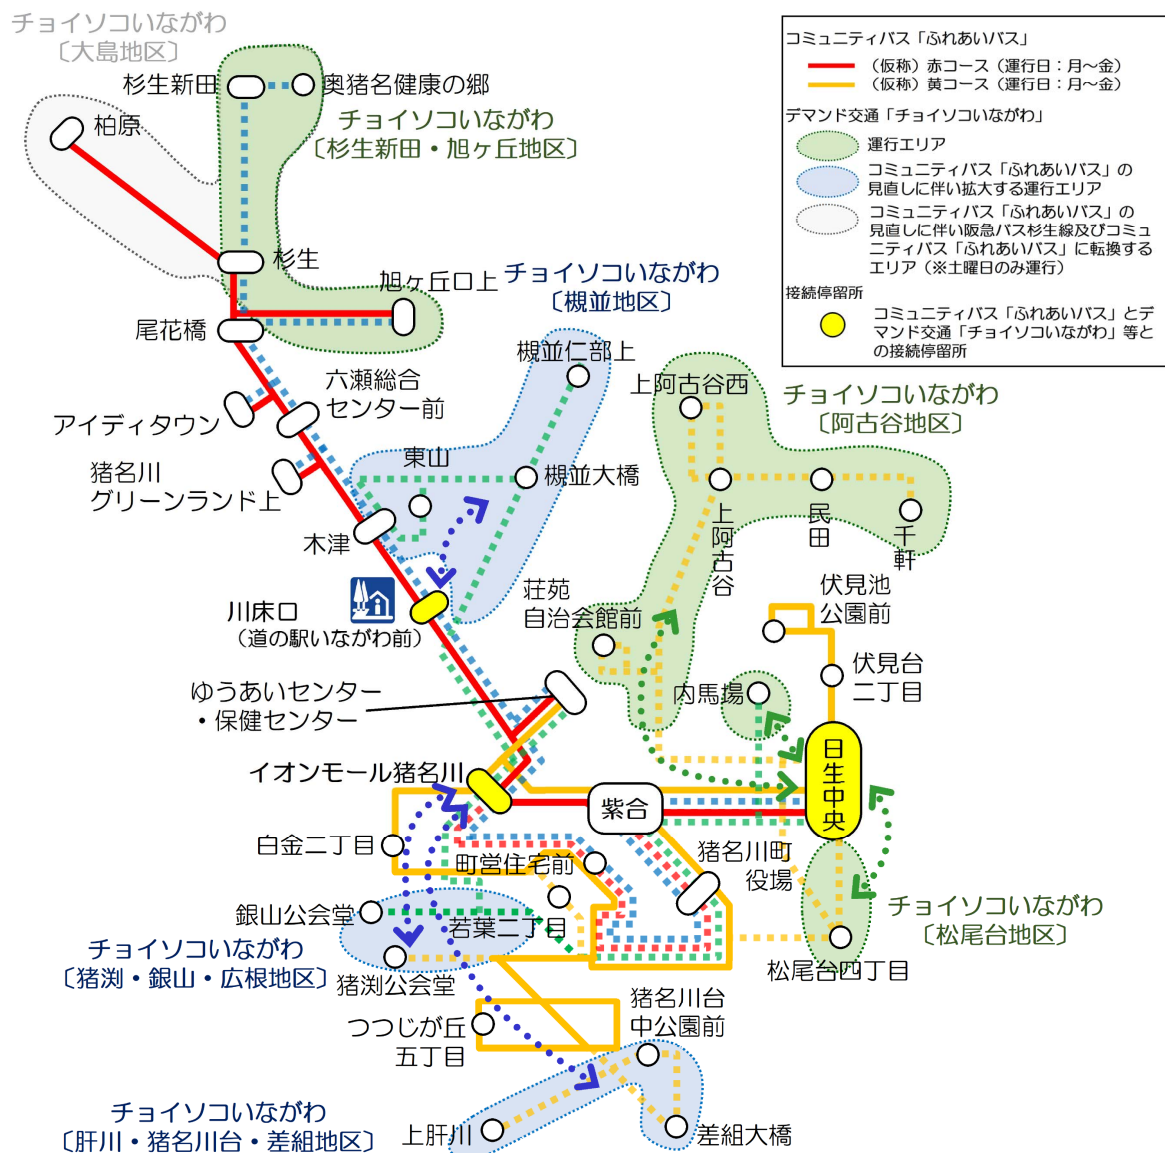 チョイソコいながわ
〔大島地区〕
杉生新田
奥猪名健康の郷
柏原
チョイソコいながわ
〔杉生新田・旭ヶ丘地区〕
杉生
旭ヶ丘口上
尾花橋
チョイソコいながわ
〔槻並地区〕
槻並仁部上
六瀬総合
センター前
アイディタウン
東山
槻並大橋
猪名川
グリーンランド上
木津
川床口
（道の駅いながわ前）
上阿古谷西
チョイソコいながわ
〔阿古谷地区〕
上阿古谷
民田
千軒
荘苑
自治会館前
伏見池
公園前
伏見台
二丁目
内馬場
ゆうあいセンター
・保健センター
イオンモール猪名川
紫合
日生中央
白金二丁目
町営住宅前
猪名川町
役場
銀山公会堂
若葉二丁目
チョイソコいながわ
〔松尾台地区〕
松尾台四丁目
チョイソコいながわ
〔猪渕・銀山・広根地区〕
猪渕公会堂
つつじが丘
五丁目
猪名川台
中公園前
チョイソコいながわ
〔肝川・猪名川台・差組地区〕
上肝川
差組大橋
コミュニティバス「ふれあいバス」
（仮称）赤コース（運行日：月～金）
（仮称）黄コース（運行日：月～金）
デマンド交通「チョイソコいながわ」
運行エリア
コミュニティバス「ふれあいバス」の
見直しに伴い拡大する運行エリア
コミュニティバス「ふれあいバス」の
見直しに伴い阪急バス杉生線及びコミュ
ニティバス「ふれあいバス」に転換する
エリア（※土曜日のみ運行）
接続停留所
コミュニティバス「ふれあいバス」とデ
マンド交通「チョイソコいながわ」等と
の接続停留所